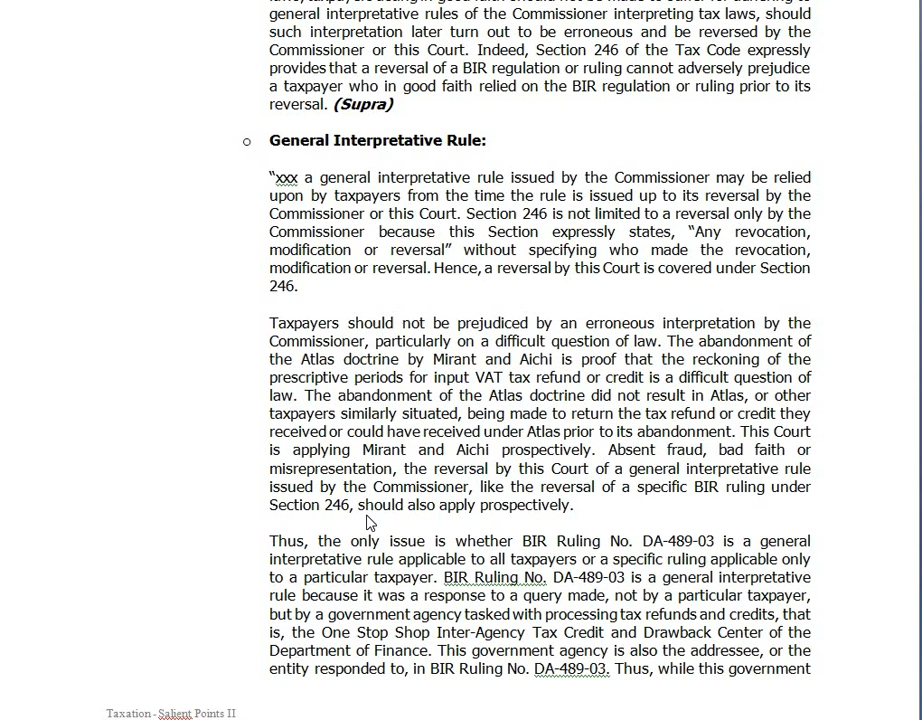 general interpretative rules of the Commissioner interpreting tax laws, should
such interpretation later turn out to be erroneous and be reversed by the
Commissioner or this Court. Indeed, Section 246 of the Tax Code expressly
provides that a reversal of a BIR regulation or ruling cannot adversely prejudice
a taxpayer who in good faith relied on the BIR regulation or ruling prior to its
reversal. (Supra)
o General Interpretative Rule:
“xxx a general interpretative rule issued by the Commissioner may be relied
upon by taxpayers from the time the rule is issued up to its reversal by the
Commissioner or this Court. Section 246 is not limited to a reversal only by the
Commissioner because this Section expressly states, “Any revocation,
modification or reversal” without specifying who made the revocation,
modification or reversal. Hence, a reversal by this Court is covered under Section
246.
Taxpayers should not be prejudiced by an erroneous interpretation by the
Commissioner, particularly on a difficult question of law. The abandonment of
the Atlas doctrine by Mirant and Aichi is proof that the reckoning of the
prescriptive periods for input VAT tax refund or credit is a difficult question of
law. The abandonment of the Atlas doctrine did not result in Atlas, or other
taxpayers similarly situated, being made to return the tax refund or credit they
received or could have received under Atlas prior to its abandonment. This Court
is applying Mirant and Aichi prospectively. Absent fraud, bad faith or
misrepresentation, the reversal by this Court of a general interpretative rule
issued by the Commissioner, like the reversal of a specific BIR ruling under
Section 246, should also apply prospectively.
Thus, the only issue is whether BIR Ruling No. DA-489-03 is a general
interpretative rule applicable to all taxpayers or a specific ruling applicable only
to a particular taxpayer. BIR Ruling No. DA-489-03 is a general interpretative
rule because it was a response to a query made, not by a particular taxpayer,
but by a government agency tasked with processing tax refunds and credits, that
is, the One Stop Shop Inter-Agency Tax Credit and Drawback Center of the
Department of Finance. This government agency is also the addressee, or the
entity responded to, in BIR Ruling No. DA-489-03. Thus, while this government
Taxation - Salient Points II